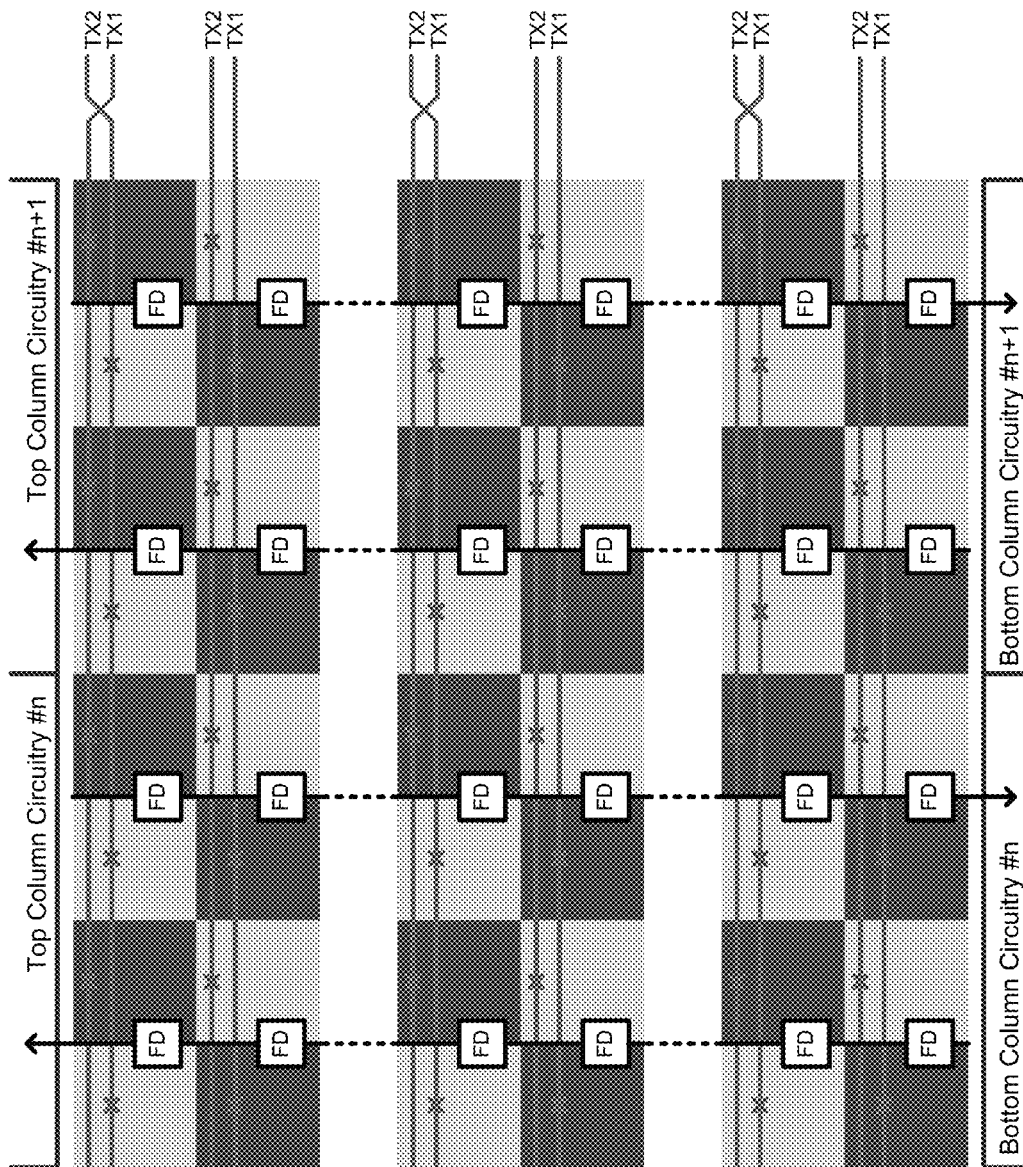 Top Column Circuitry #n
Top Column Circuitry #n+1
TX2
TX1
FD FD FD FD
TX2
TX1
FD FD FD FD
TX2
TX1
FD FD FD FD
TX2
TX1
FD FD FD FD
TX2
TX1
FD FD FD FD
TX2
TX1
FD FD FD FD
Bottom Column Circuitry #n
Bottom Column Circuitry #n+1